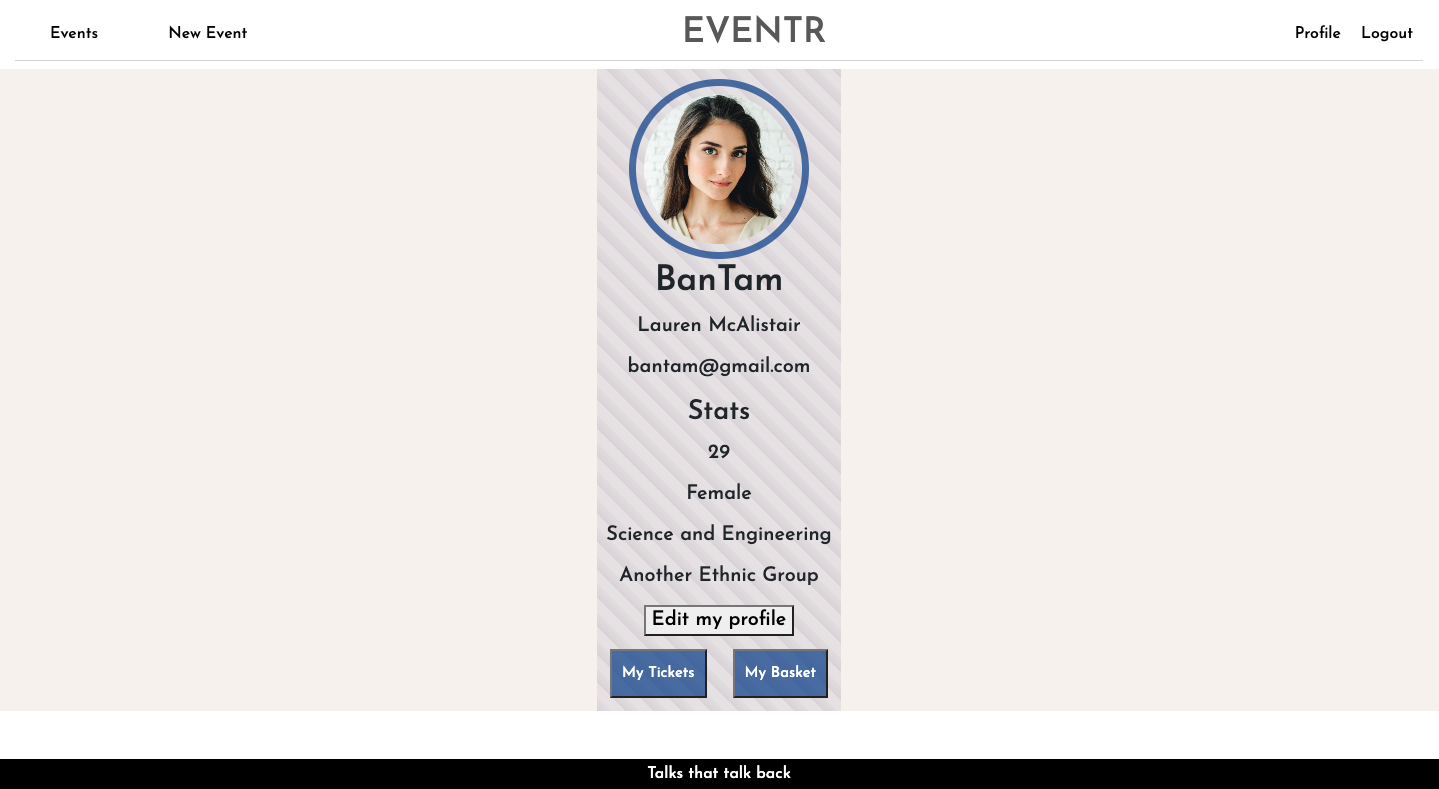 Events
New Event
EVENTR
Profile
Logout
BanTam
Lauren McAlistair
bantam@gmail.com
Stats
29
Female
Science and Engineering
Another Ethnic Group
Edit my profile
My Tickets
My Basket
Talks that talk back